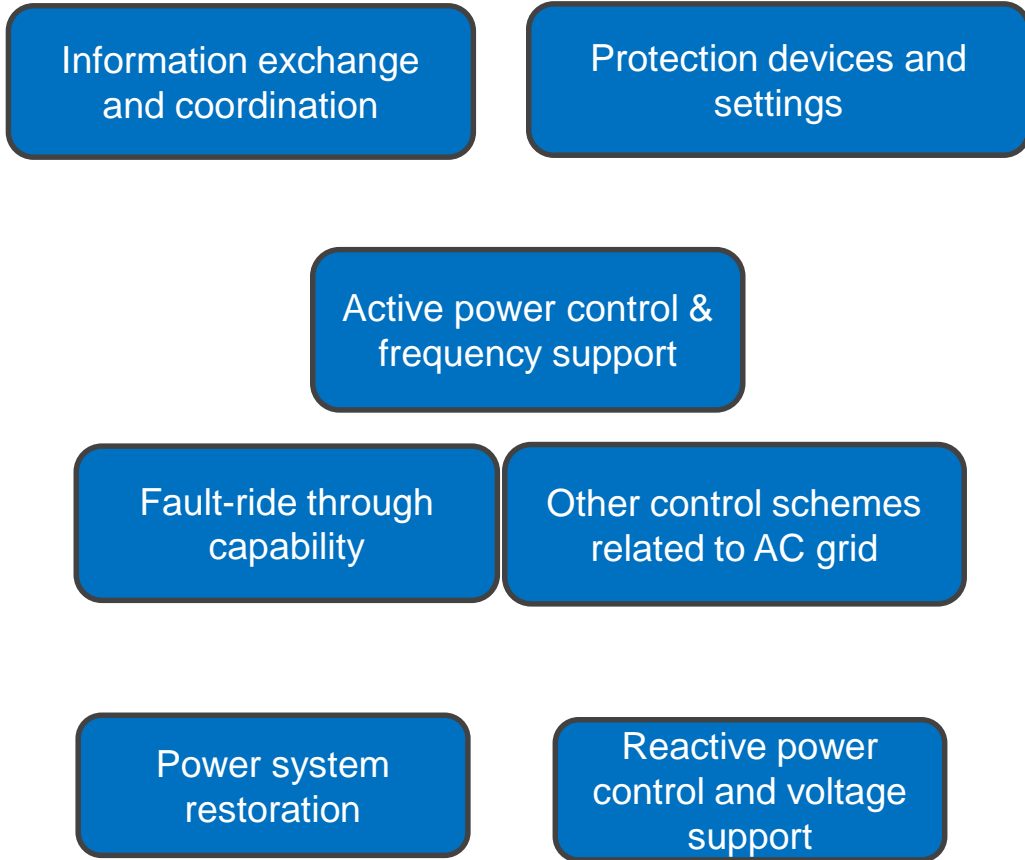 Information exchange
and coordination
Protection devices and
settings
Active power control &
frequency support
Fault-ride through
capability
Other control schemes
related to AC grid
Power system
restoration
Reactive power
control and voltage
support